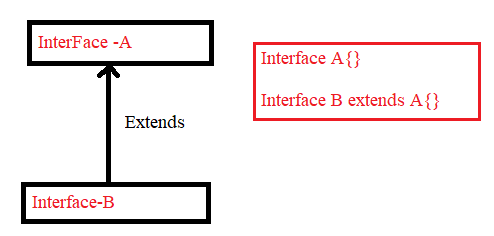 InterFace -A
Extends
Interface-B
Interface A{}
Interface B extends A{}